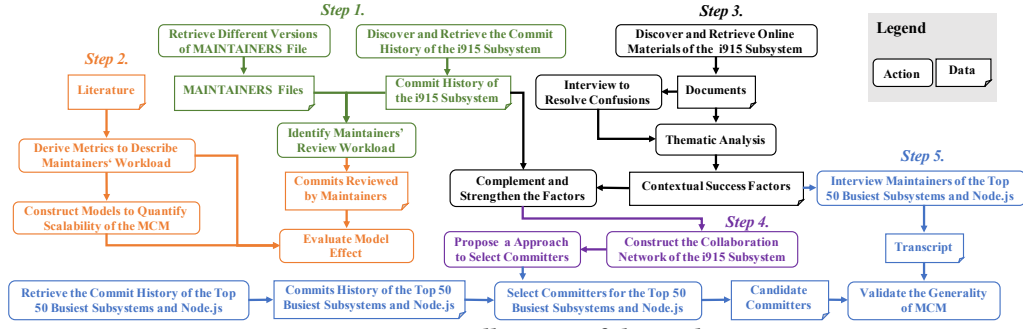 Step 1.
Retrieve Different Versions
of MAINTAINERS File
Discover and Retrieve the Commit
History of the i915 Subsystem
MAINTAINERS Files
Commit History of
the i915 Subsystem
Identify Maintainers'
Review Workload
Step 2.
Literature
Derive Metrics to Describe
Maintainers' Workload
Construct Models to Quantify
Scalability of the MCM
Commits Reviewed
by Maintainers
Evaluate Model
Effect
Step 3.
Discover and Retrieve Online
Materials of the i915 Subsystem
Interview to
Resolve Confusions
Documents
Thematic Analysis
Complement and
Strengthen the Factors
Contextual Success Factors
Step 4.
Propose a Approach
to Select Committers
Construct the Collaboration
Network of the i915 Subsystem
Step 5.
Interview Maintainers of the Top
50 Busiest Subsystems and Node.js
Transcript
Retrieve the Commit History of the Top
50 Busiest Subsystems and Node.js
Commits History of the Top 50
Busiest Subsystems and Node.js
Select Committers for the Top 50
Busiest Subsystems and Node.js
Candidate
Committers
Validate the Generality
of MCM
Legend
Action
Data